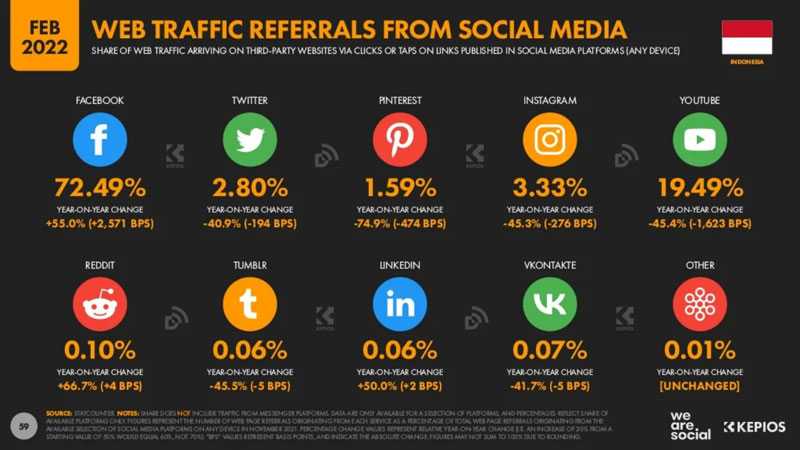 FEB
2022
WEB TRAFFIC REFERRALS FROM SOCIAL MEDIA
SHARE OF WEB TRAFFIC ARRIVING ON THIRD-PARTY WEBSITES VIA CLICKS OR TAPS ON LINKS PUBLISHED IN SOCIAL MEDIA PLATFORMS (ANY DEVICE)
INDONESIA
FACEBOOK TWITTER PINTEREST INSTAGRAM YOUTUBE
KEPIOS KEPIOS
72.49% 2.80% 1.59% 3.33% 19.49%
YEAR-ON-YEAR CHANGE YEAR-ON-YEAR CHANGE YEAR-ON-YEAR CHANGE YEAR-ON-YEAR CHANGE YEAR-ON-YEAR CHANGE
+55.0% (+2,571 BPS) -40.9% (-194 BPS) -74.9% (-474 BPS) -45.3% (-276 BPS) -45.4% (-1,623 BPS)
REDDIT TUMBLR LINKEDIN VKONTAKTE OTHER
KEPIOS KEPIOS
0.10% 0.06% 0.06% 0.07% 0.01%
YEAR-ON-YEAR CHANGE YEAR-ON-YEAR CHANGE YEAR-ON-YEAR CHANGE YEAR-ON-YEAR CHANGE YEAR-ON-YEAR CHANGE
+66.7% (+4 BPS) -45.5% (-5 BPS) +50.0% (+2 BPS) -41.7% (-5 BPS) [UNCHANGED]
59
SOURCE: STATCOUNTER. NOTES: SHARE DOES NOT INCLUDE TRAFFIC FROM MESSENGER PLATFORMS. DATA ARE ONLY AVAILABLE FOR A SELECTION OF PLATFORMS, AND PERCENTAGES REFLECT SHARE OF
AVAILABLE PLATFORMS ONLY. FIGURES REPRESENT THE NUMBER OF WEB PAGE REFERRALS ORIGINATING FROM EACH SERVICE AS A PERCENTAGE OF TOTAL WEB PAGE REFERRALS ORIGINATING FROM THE
AVAILABLE SELECTION OF SOCIAL MEDIA PLATFORMS ON ANY DEVICE IN NOVEMBER 2021. PERCENTAGE CHANGE VALUES REPRESENT RELATIVE YEAR-ON-YEAR CHANGE (I.E. AN INCREASE OF 20% FROM A
STARTING VALUE OF 50% WOULD EQUAL 60%, NOT 70%). "BPS" VALUES REPRESENT BASIS POINTS, AND INDICATE THE ABSOLUTE CHANGE. FIGURES MAY NOT SUM TO 100% DUE TO ROUNDING.
we
are.
social
KEPIOS